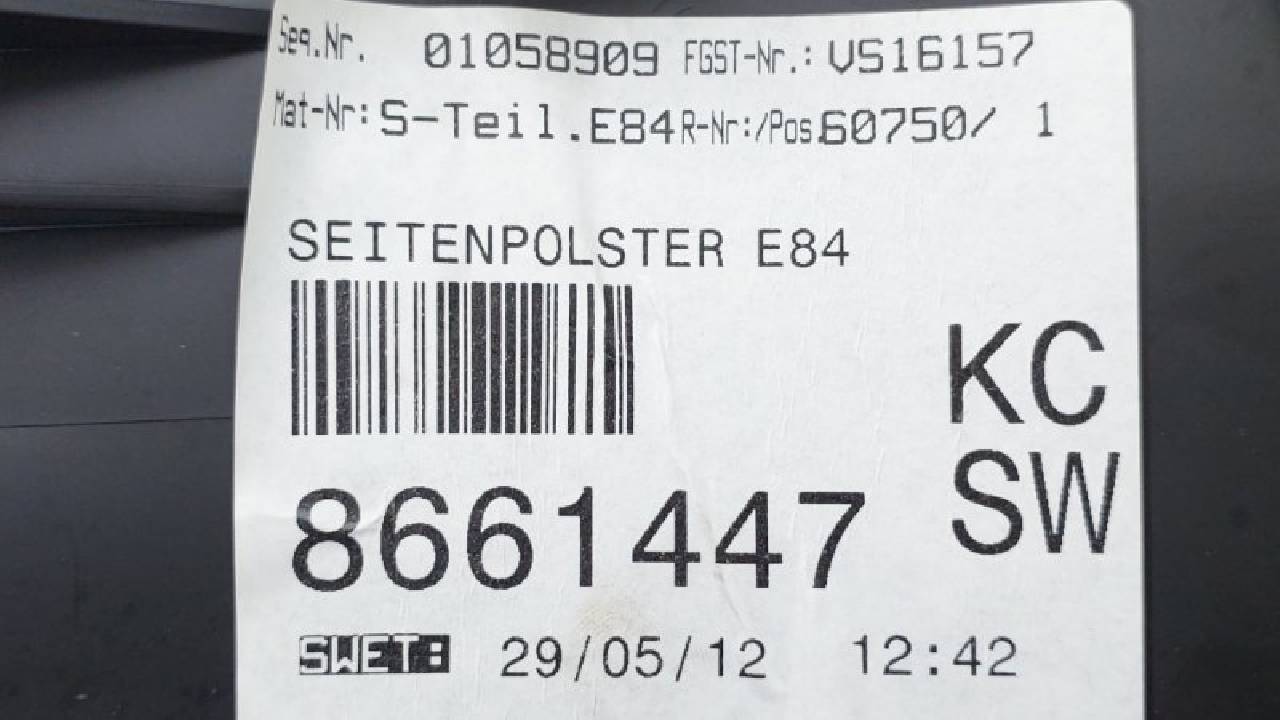 Seq.Nr. 01058909 FGST-Nr.: VS16157
Mat-Nr: S-Teil.E84 R-Nr:/Pos. 60750/ 1
SEITENPOLSTER E84
KC
SW
8661447
SWET: 29/05/12 12:42